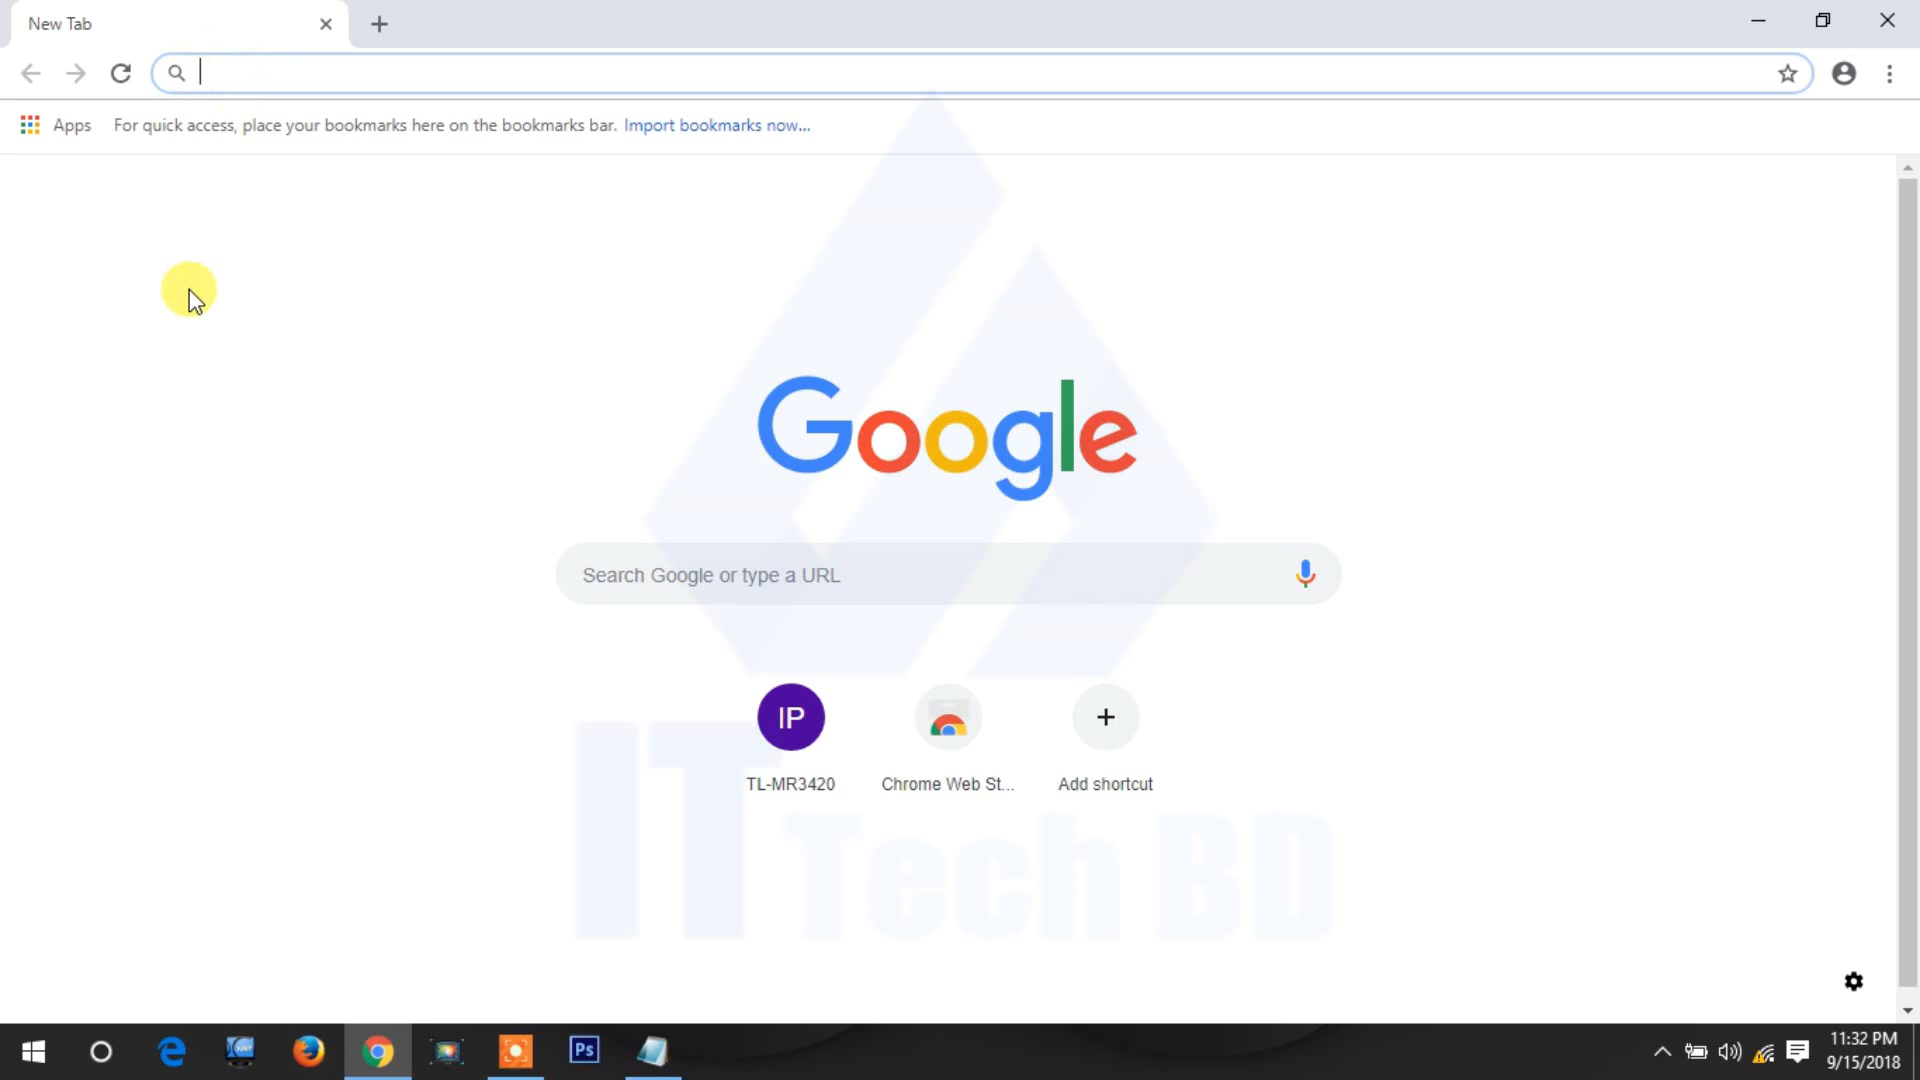 New Tab
Apps For quick access, place your bookmarks here on the bookmarks bar. Import bookmarks now...
Google
Search Google or type a URL
IP
TL-MR3420 Chrome Web St... Add shortcut
IT Tech BD
Ps
11:32 PM
9/15/2018